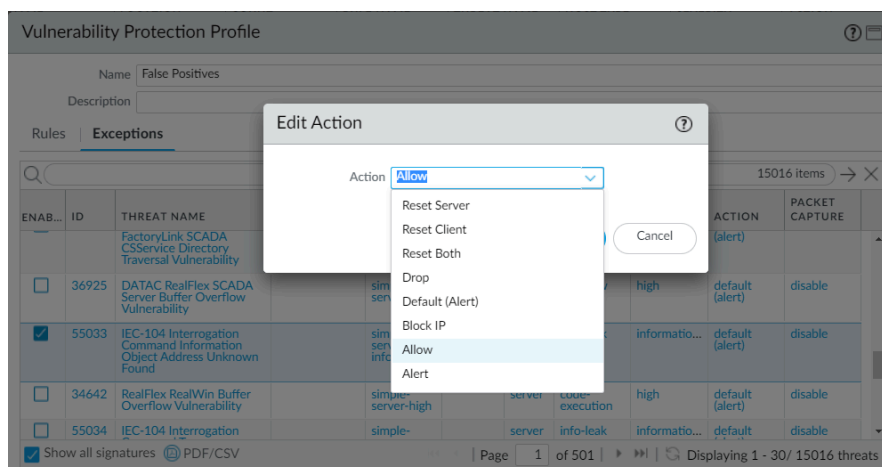 Vulnerability Protection Profile
Name False Positives
Description
Rules | Exceptions
15016 items
ENAB... ID THREAT NAME ACTION PACKET CAPTURE
FactoryLink SCADA CSService Directory Traversal Vulnerability (alert)
36925 DATAC RealFlex SCADA Server Buffer Overflow Vulnerability high default (alert) disable
55033 IEC-104 Interrogation Command Information Object Address Unknown Found informatio... default (alert) disable
34642 RealFlex RealWin Buffer Overflow Vulnerability simple-server-high server code-execution high default (alert) disable
55034 IEC-104 Interrogation simple- server info-leak informatio... default disable
Show all signatures PDF/CSV Page 1 of 501 Displaying 1 - 30/ 15016 threats
Edit Action
Action Allow
Reset Server
Reset Client
Reset Both
Drop
Default (Alert)
Block IP
Allow
Alert
Cancel